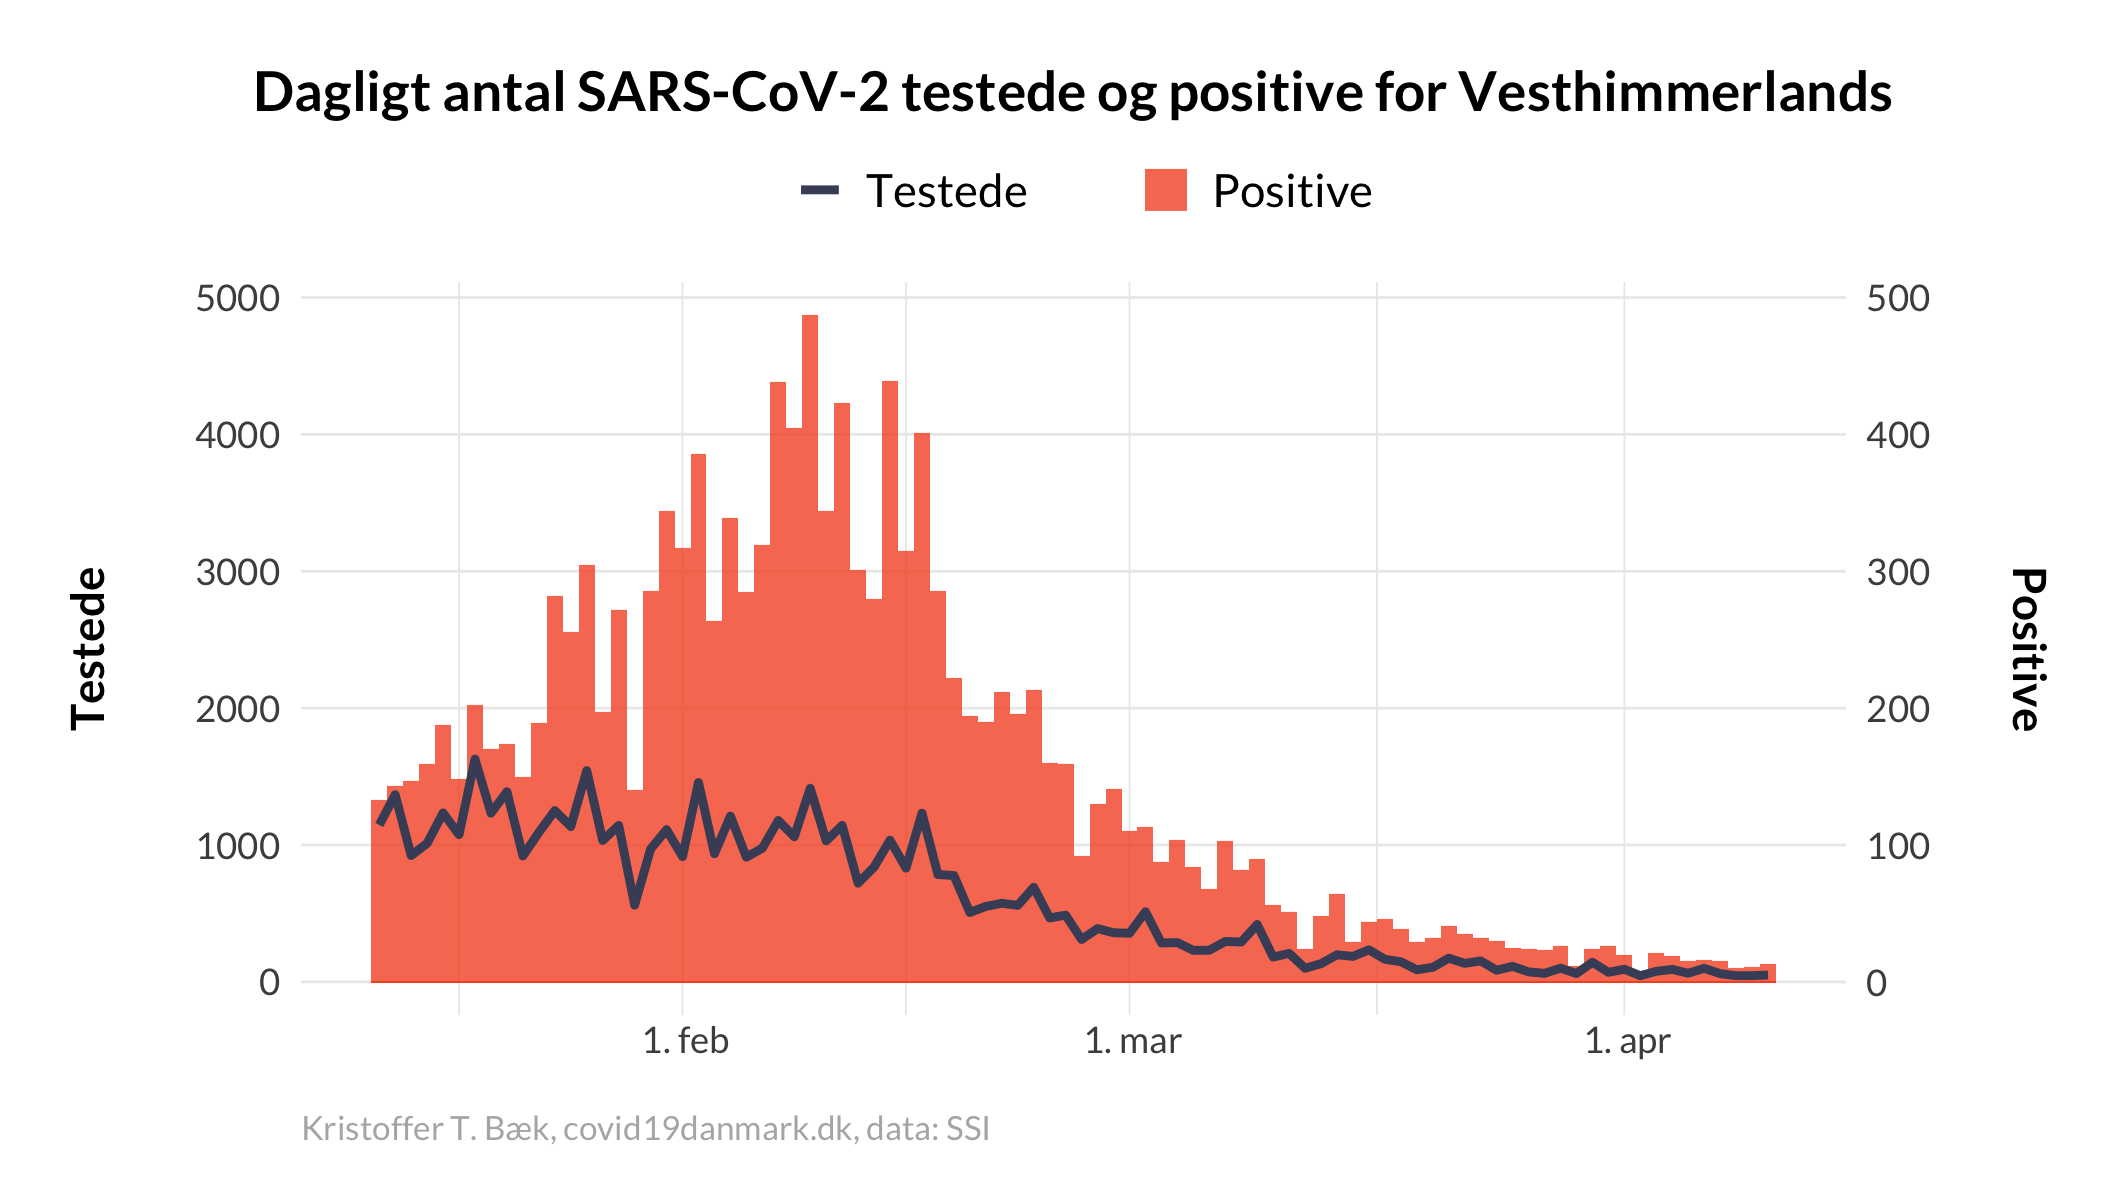 Dagligt antal SARS-CoV-2 testede og positive for Vesthimmerlands
Testede
Positive
5000
4000
3000
2000
1000
0
Testede
500
400
300
200
100
0
Positive
1. feb
1. mar
1. apr
Kristoffer T. Bæk, covid19danmark.dk, data: SSI